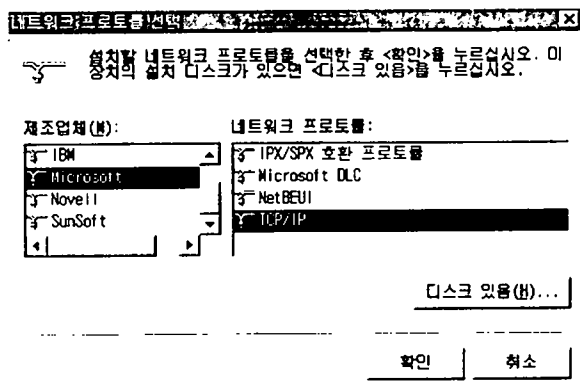 네트워크 프로토콜 선택
설치할 네트워크 프로토콜을 선택한 후 <확인>을 누르십시오. 이
장치의 설치 디스크가 있으면 <디스크 있음>을 누르십시오.
제조업체(M):
네트워크 프로토콜:
IBM
Microsoft
Novell
SunSoft
IPX/SPX 호환 프로토콜
Microsoft DLC
NetBEUI
TCP/IP
디스크 있음(H)...
확인
취소